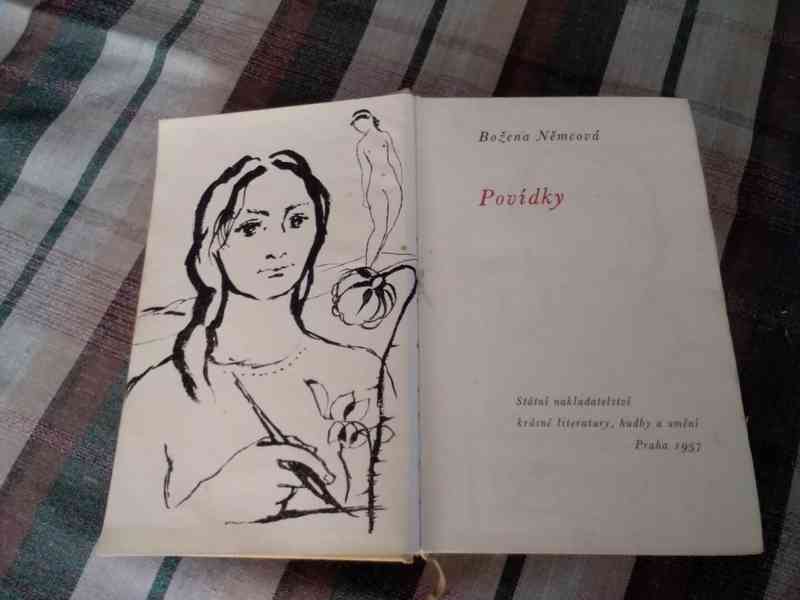 Božena Němcová
Povídky
Státní nakladatelství
krásné literatury, hudby a umění
Praha 1957